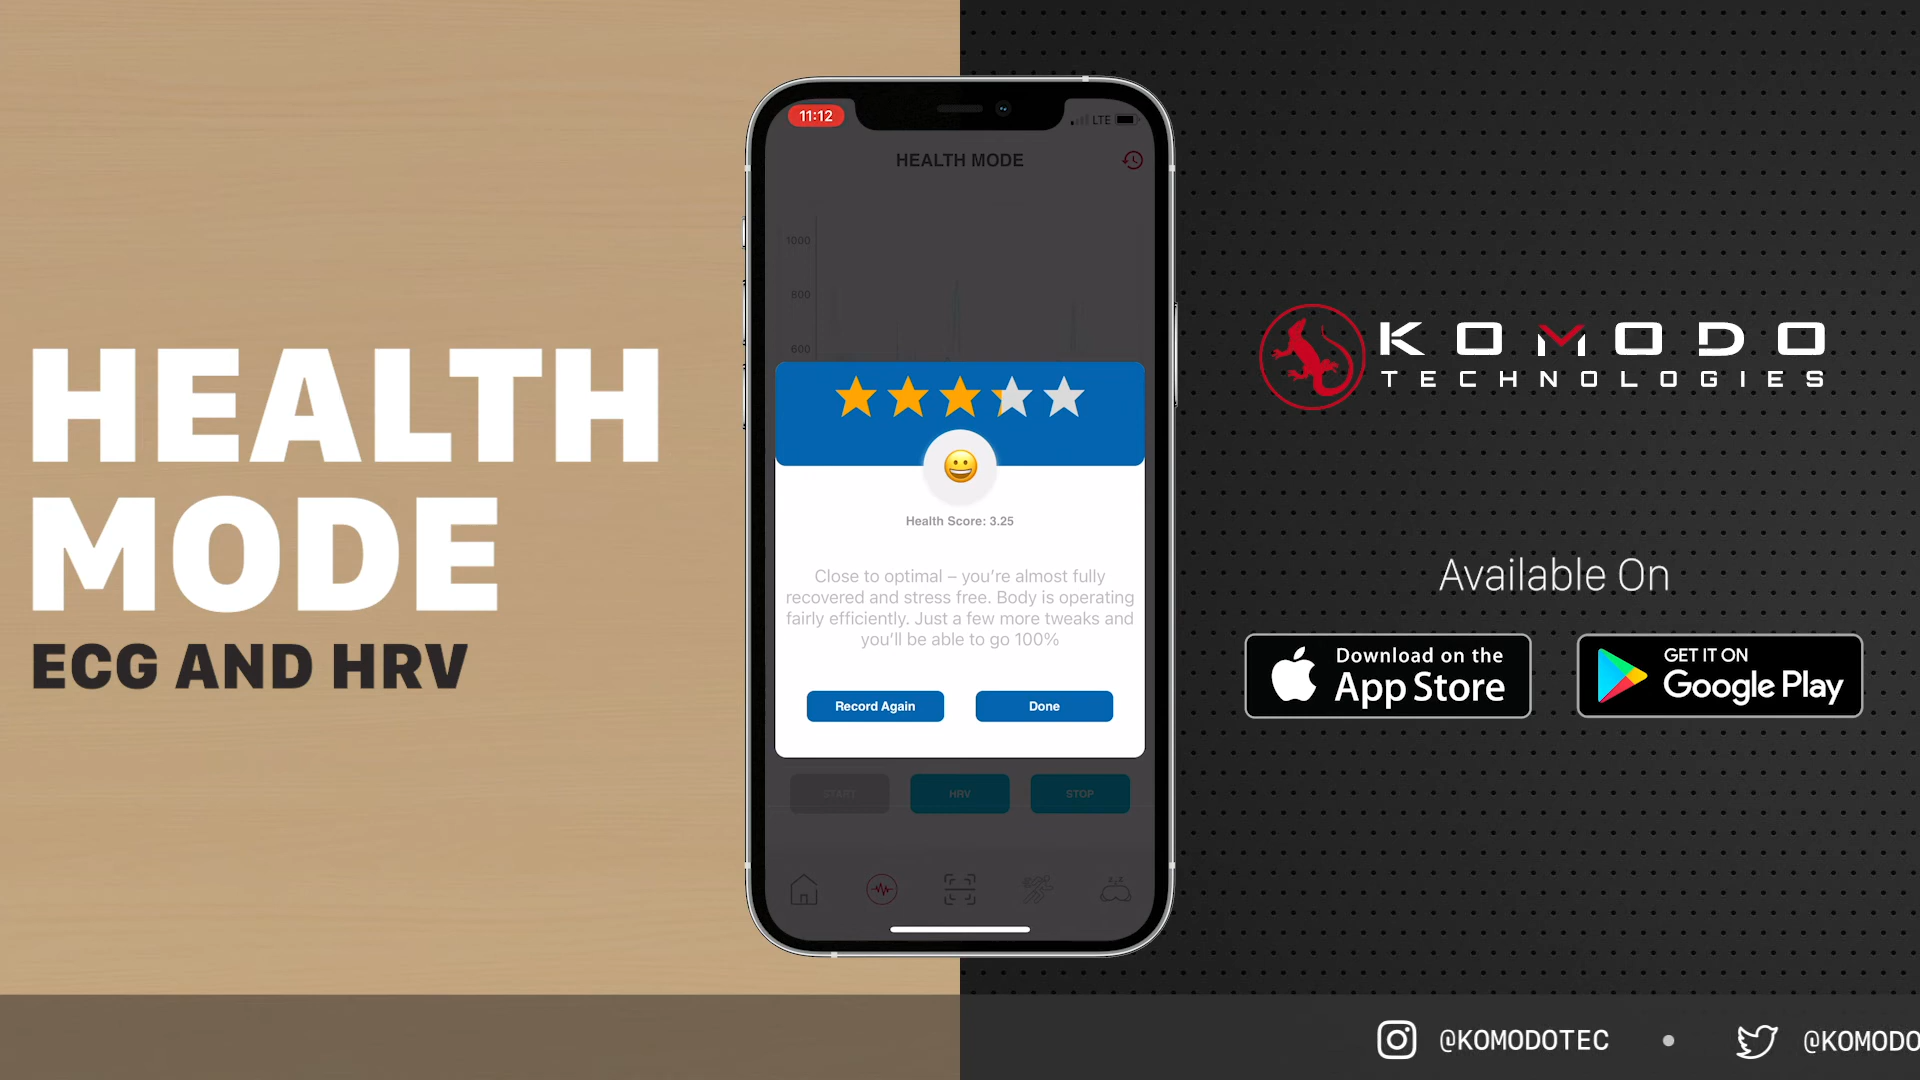 HEALTH
MODE
ECG AND HRV
11:12
LTE
HEALTH MODE
1000
800
600
Health Score: 3.25
Close to optimal – you're almost fully
recovered and stress free. Body is operating
fairly efficiently. Just a few more tweaks and
you'll be able to go 100%
Record Again
Done
START
HRV
STOP
KOMODO
TECHNOLOGIES
Available On
Download on the
App Store
GET IT ON
Google Play
@KOMODOTEC
@KOMODO